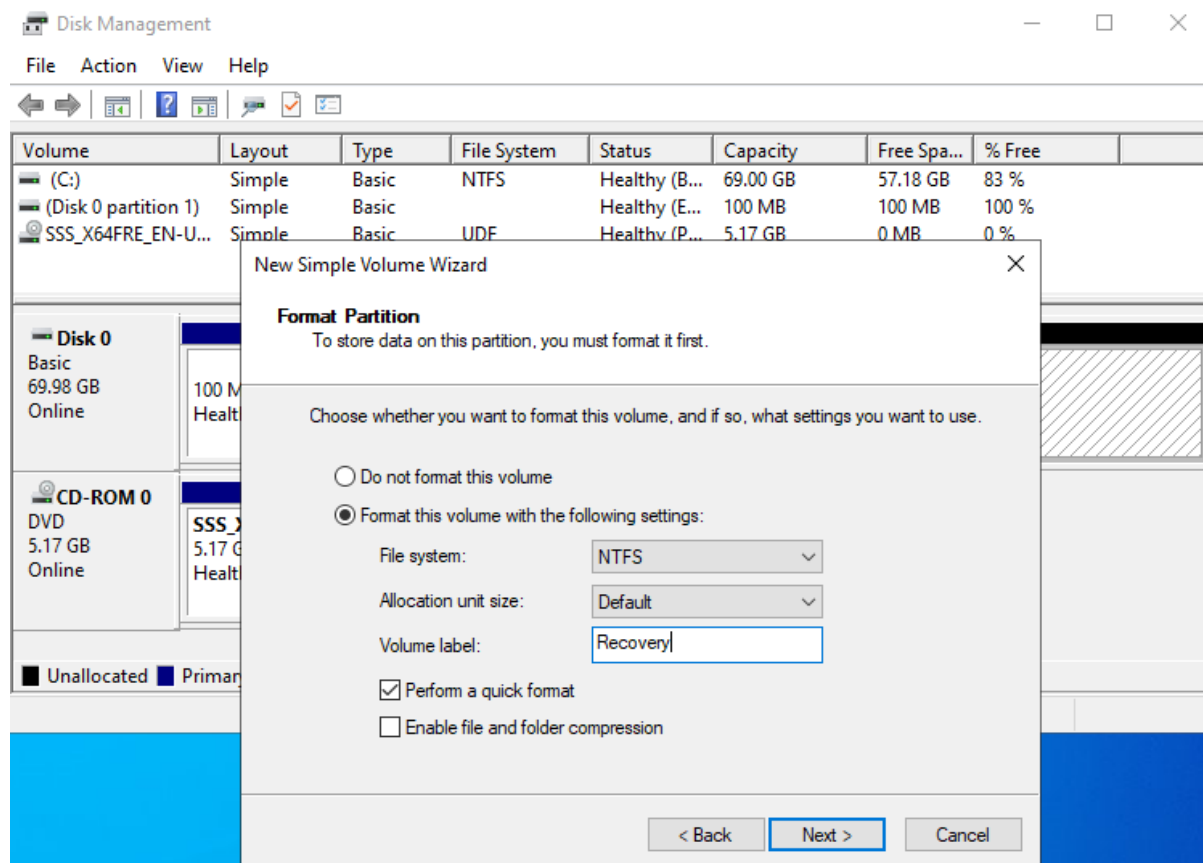 Disk Management
File Action View Help
Volume Layout Type File System Status Capacity Free Spa... % Free
(C:) Simple Basic NTFS Healthy (B... 69.00 GB 57.18 GB 83 %
(Disk 0 partition 1) Simple Basic Healthy (E... 100 MB 100 MB 100 %
SSS_X64FRE_EN-U... Simple Basic UDF Healthy (P... 5.17 GB 0 MB 0 %
New Simple Volume Wizard
Format Partition
To store data on this partition, you must format it first.
Disk 0
Basic
69.98 GB
Online
100 M
Healt
Choose whether you want to format this volume, and if so, what settings you want to use.
Do not format this volume
Format this volume with the following settings:
File system: NTFS
Allocation unit size: Default
Volume label: Recovery
Perform a quick format
Enable file and folder compression
CD-ROM 0
DVD
5.17 GB
Online
SSS_X
5.17 G
Healt
Unallocated Primar
< Back Next > Cancel